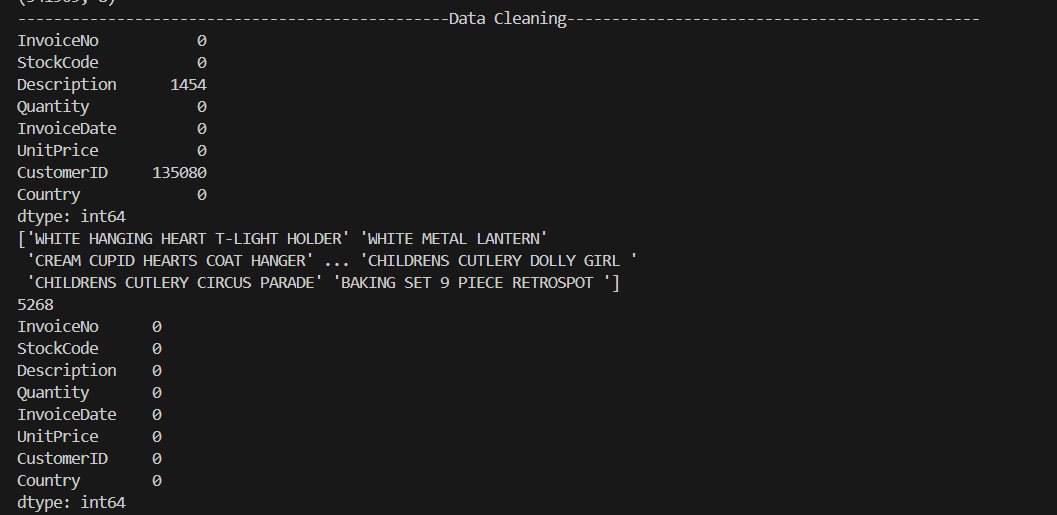 -----------------------------------------------Data Cleaning---------------------------------------------
InvoiceNo           0
StockCode           0
Description      1454
Quantity            0
InvoiceDate         0
UnitPrice           0
CustomerID     135080
Country             0
dtype: int64
['WHITE HANGING HEART T-LIGHT HOLDER' 'WHITE METAL LANTERN'
 'CREAM CUPID HEARTS COAT HANGER' ... 'CHILDRENS CUTLERY DOLLY GIRL '
 'CHILDRENS CUTLERY CIRCUS PARADE' 'BAKING SET 9 PIECE RETROSPOT ']
5268
InvoiceNo      0
StockCode      0
Description    0
Quantity       0
InvoiceDate    0
UnitPrice      0
CustomerID     0
Country        0
dtype: int64